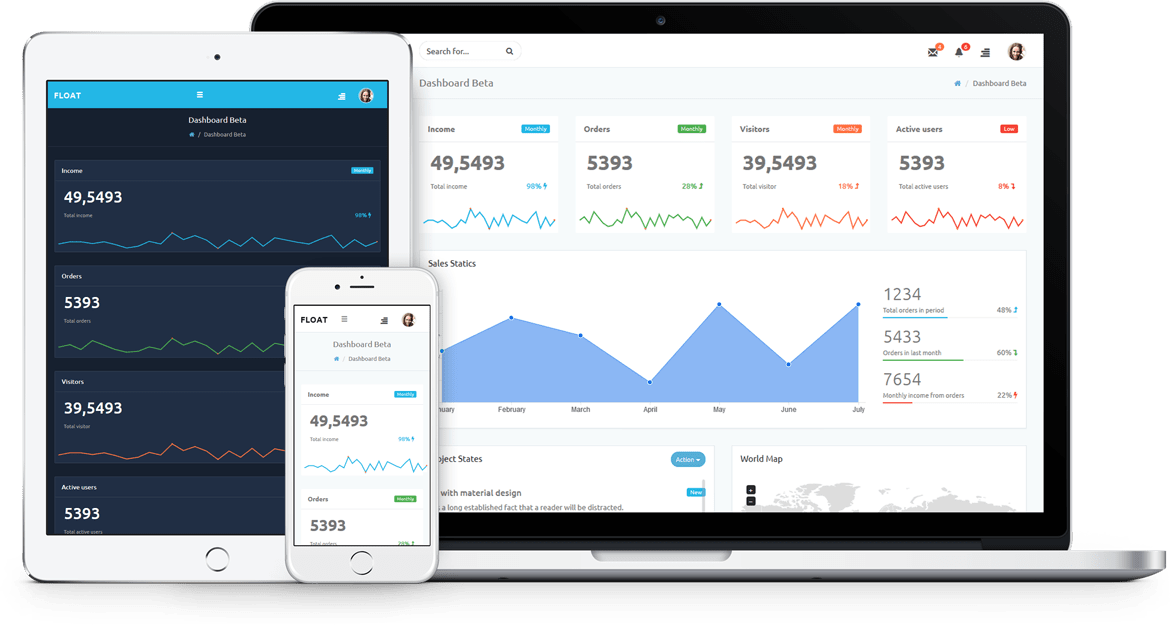 FLOAT
Dashboard Beta
/ Dashboard Beta
Income
Monthly
49,5493
Total income
98%
Orders
5393
Total orders
Visitors
39,5493
Total visitor
Active users
5393
Total active users
FLOAT
Dashboard Beta
/ Dashboard Beta
Income
Monthly
49,5493
Total income
98%
Orders
Monthly
5393
Total orders
28%
Search for...
4
6
Dashboard Beta
/ Dashboard Beta
Income
Monthly
49,5493
Total income
98%
Orders
Monthly
5393
Total orders
28%
Visitors
Monthly
39,5493
Total visitor
18%
Active users
Low
5393
Total active users
8%
Sales Statics
nuary
February
March
April
May
June
July
1234
Total orders in period
48%
5433
Orders in last month
60%
7654
Monthly income from orders
22%
oject States
Action
with material design
New
s a long established fact that a reader will be distracted.
World Map
+
−